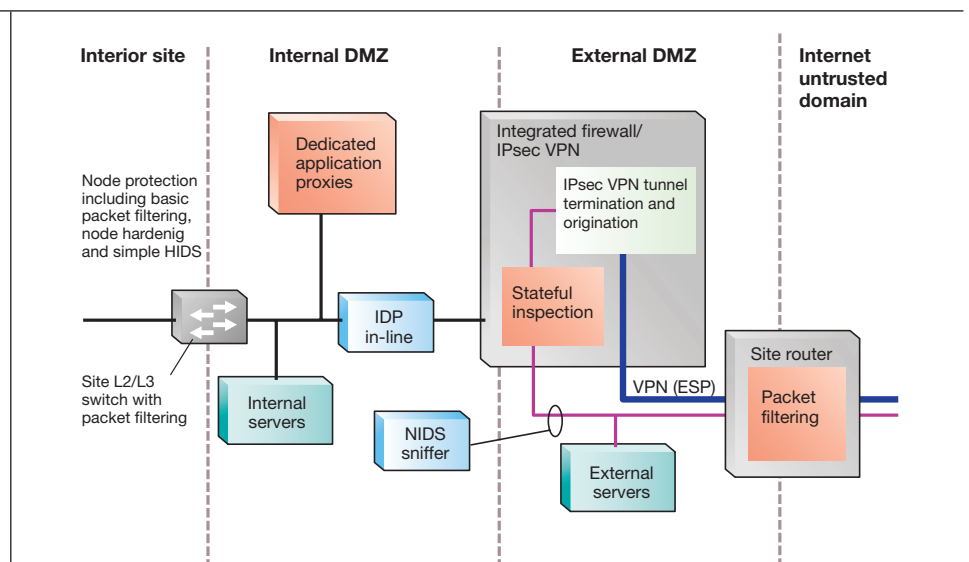 Interior site
Internal DMZ
External DMZ
Internet
untrusted
domain
Integrated firewall/
IPsec VPN
Dedicated
application
proxies
IPsec VPN tunnel
termination and
origination
Node protection
including basic
packet filtering,
node hardenig
and simple HIDS
Stateful
inspection
IDP
in-line
Site router
Packet
filtering
VPN (ESP)
Site L2/L3
switch with
packet filtering
Internal
servers
NIDS
sniffer
External
servers